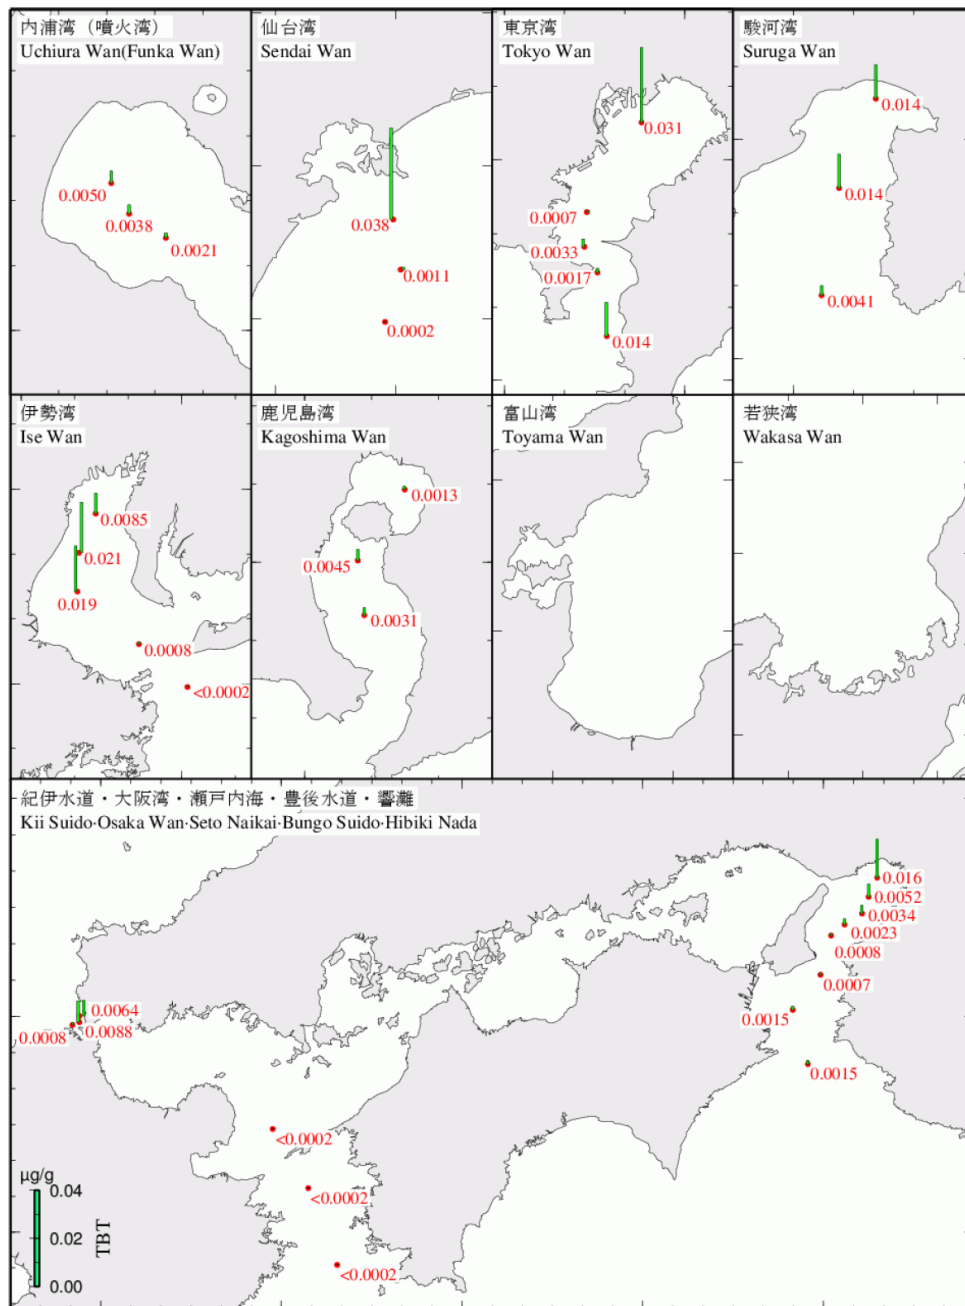 内浦湾（噴火湾）
Uchiura Wan(Funka Wan)
0.0050
0.0038
0.0021
仙台湾
Sendai Wan
0.038
0.0011
0.0002
東京湾
Tokyo Wan
0.031
0.0007
0.0033
0.0017
0.014
駿河湾
Suruga Wan
0.014
0.014
0.0041
伊勢湾
Ise Wan
0.0085
0.021
0.019
0.0008
<0.0002
鹿児島湾
Kagoshima Wan
0.0013
0.0045
0.0031
富山湾
Toyama Wan
若狭湾
Wakasa Wan
紀伊水道・大阪湾・瀬戸内海・豊後水道・響灘
Kii Suido·Osaka Wan·Seto Naikai·Bungo Suido·Hibiki Nada
0.016
0.0052
0.0034
0.0023
0.0008
0.0007
0.0064
0.0015
0.0088
0.0008
0.0015
<0.0002
<0.0002
<0.0002
µg/g
0.04
0.02
0.00
TBT